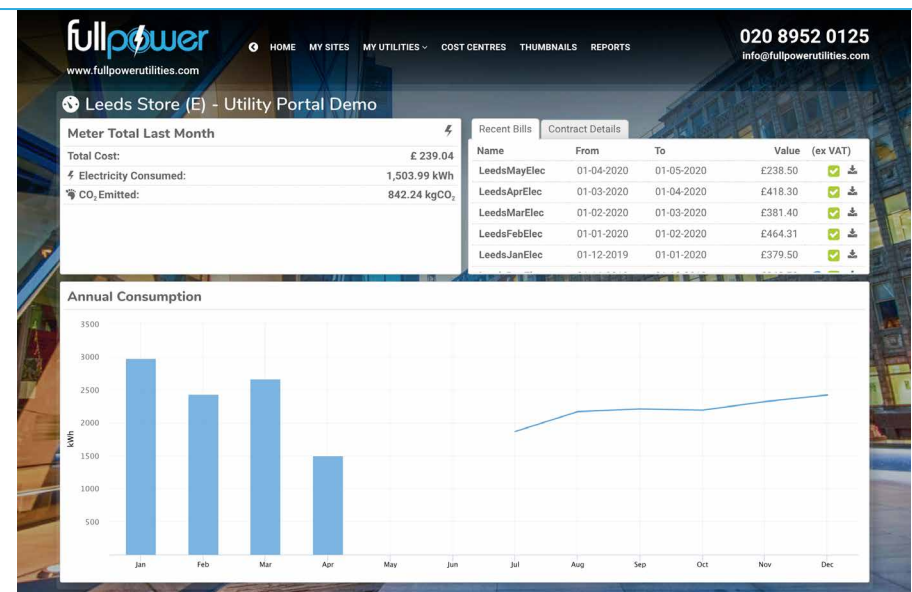 fullpower
www.fullpowerutilities.com
HOME MY SITES MY UTILITIES COST CENTRES THUMBNAILS REPORTS
020 8952 0125
info@fullpowerutilities.com
Leeds Store (E) - Utility Portal Demo
Meter Total Last Month
Total Cost: £ 239.04
Electricity Consumed: 1,503.99 kWh
CO₂ Emitted: 842.24 kgCO₂
Recent Bills Contract Details
Name From To Value (ex VAT)
LeedsMayElec 01-04-2020 01-05-2020 £238.50
LeedsAprElec 01-03-2020 01-04-2020 £418.30
LeedsMarElec 01-02-2020 01-03-2020 £381.40
LeedsFebElec 01-01-2020 01-02-2020 £464.31
LeedsJanElec 01-12-2019 01-01-2020 £379.50
Annual Consumption
3500
3000
2500
2000
kWh
1500
1000
500
Jan Feb Mar Apr May Jun Jul Aug Sep Oct Nov Dec